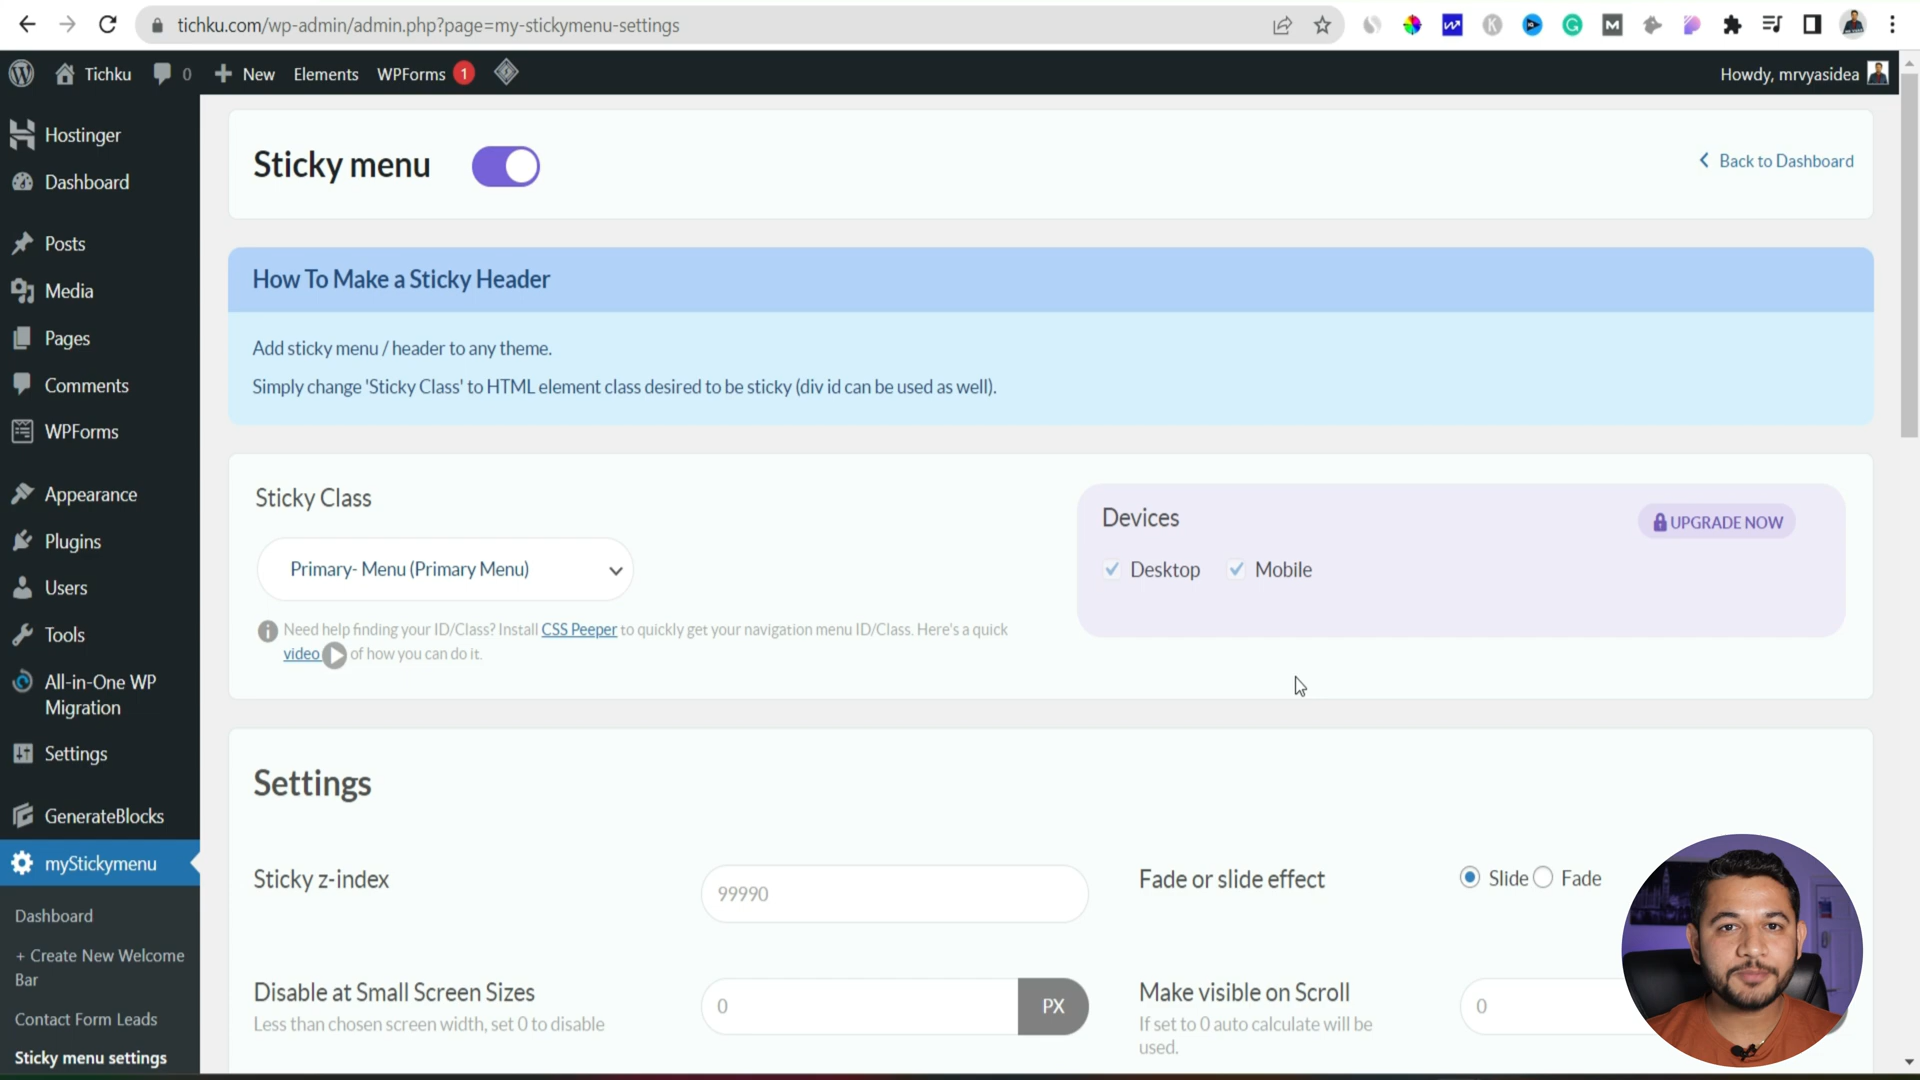 tichku.com/wp-admin/admin.php?page=my-stickymenu-settings
Tichku
0
New
Elements
WPForms 1
Howdy, mrvyasidea
Hostinger
Dashboard
Posts
Media
Pages
Comments
WPForms
Appearance
Plugins
Users
Tools
All-in-One WP
Migration
Settings
GenerateBlocks
myStickymenu
Dashboard
+ Create New Welcome
Bar
Contact Form Leads
Sticky menu settings
Sticky menu
Back to Dashboard
How To Make a Sticky Header
Add sticky menu / header to any theme.
Simply change 'Sticky Class' to HTML element class desired to be sticky (div id can be used as well).
Sticky Class
Primary- Menu (Primary Menu)
Need help finding your ID/Class? Install CSS Peeper to quickly get your navigation menu ID/Class. Here's a quick
video of how you can do it.
Devices
UPGRADE NOW
Desktop
Mobile
Settings
Sticky z-index
99990
Fade or slide effect
Slide
Fade
Disable at Small Screen Sizes
Less than chosen screen width, set 0 to disable
0
PX
Make visible on Scroll
If set to 0 auto calculate will be
used.
0